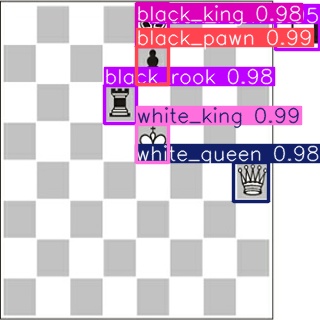 black_king 0.98
5
black_pawn 0.99
black_rook 0.98
white_king 0.99
white_queen 0.98